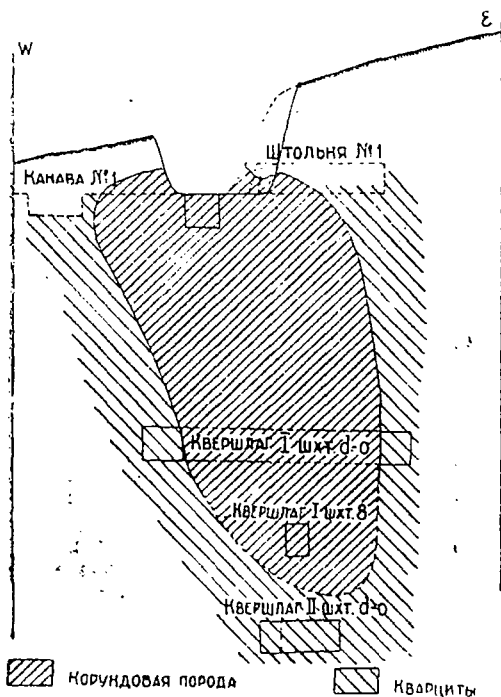 W
E
Штольня №1
Канава №1
Квершлаг I шхт. d-o
Квершлаг I шхт. 8
Квершлаг II шхт. d-o
Корундовая порода
Кварциты